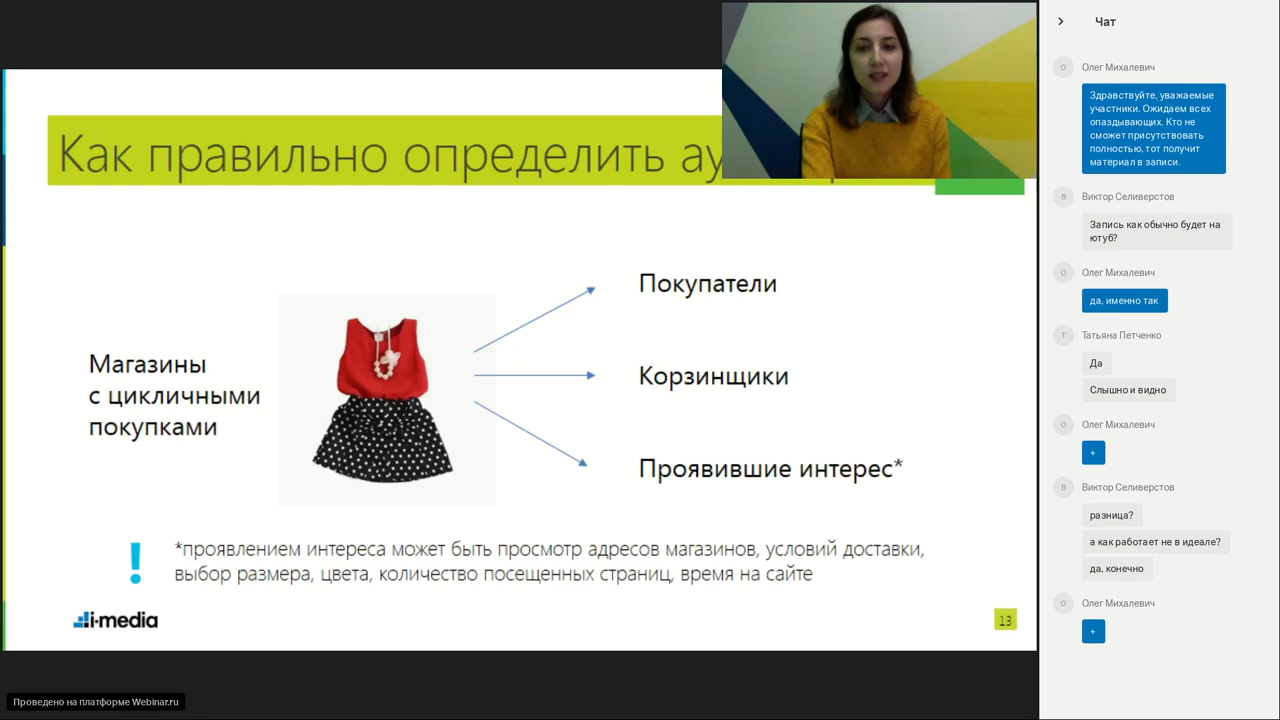 Как правильно определить
Магазины
с цикличными
покупками
Покупатели
Корзинщики
Проявившие интерес*
!
*проявлением интереса может быть просмотр адресов магазинов, условий доставки,
выбор размера, цвета, количество посещенных страниц, время на сайте
i-media
13
Проведено на платформе Webinar.ru
Чат
О
Олег Михалевич
Здравствуйте, уважаемые
участники. Ожидаем всех
опаздывающих. Кто не
сможет присутствовать
полностью, тот получит
материал в записи.
В
Виктор Селиверстов
Запись как обычно будет на
ютуб?
О
Олег Михалевич
да, именно так
Т
Татьяна Петченко
Да
Слышно и видно
О
Олег Михалевич
+
В
Виктор Селиверстов
разница?
а как работает не в идеале?
да, конечно
О
Олег Михалевич
+